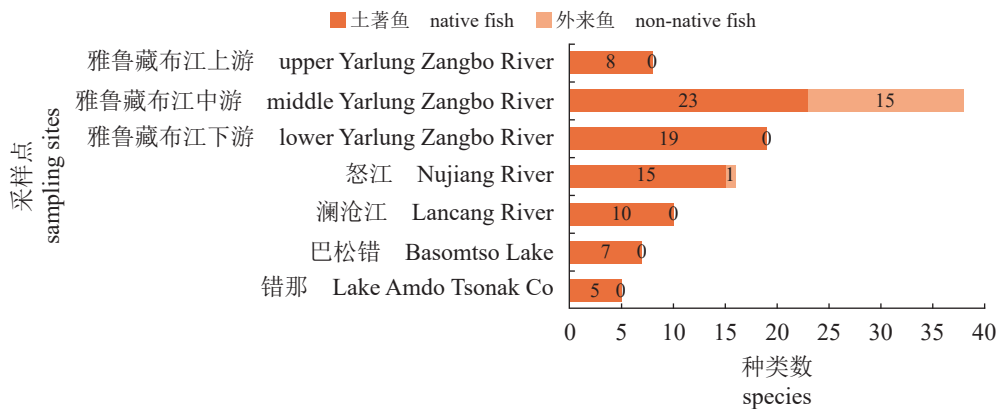 土著鱼 native fish 外来鱼 non-native fish
雅鲁藏布江上游 upper Yarlung Zangbo River 8 0
雅鲁藏布江中游 middle Yarlung Zangbo River 23 15
雅鲁藏布江下游 lower Yarlung Zangbo River 19 0
怒江 Nujiang River 15 1
澜沧江 Lancang River 10 0
巴松错 Basomtso Lake 7 0
错那 Lake Amdo Tsonak Co 5 0
采样点
sampling sites
0 5 10 15 20 25 30 35 40
种类数
species